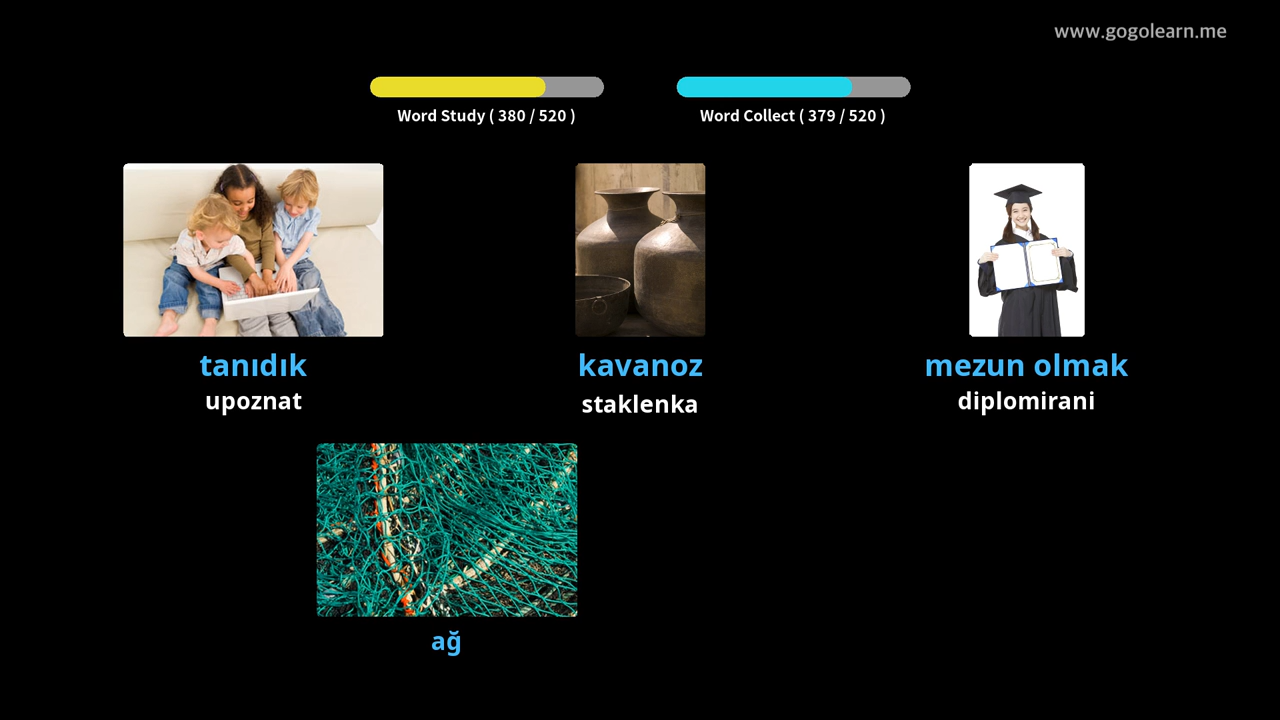 www.gogolearn.me
Word Study ( 380 / 520 )
Word Collect ( 379 / 520 )
tanıdık
upoznat
kavanoz
staklenka
mezun olmak
diplomirani
ağ